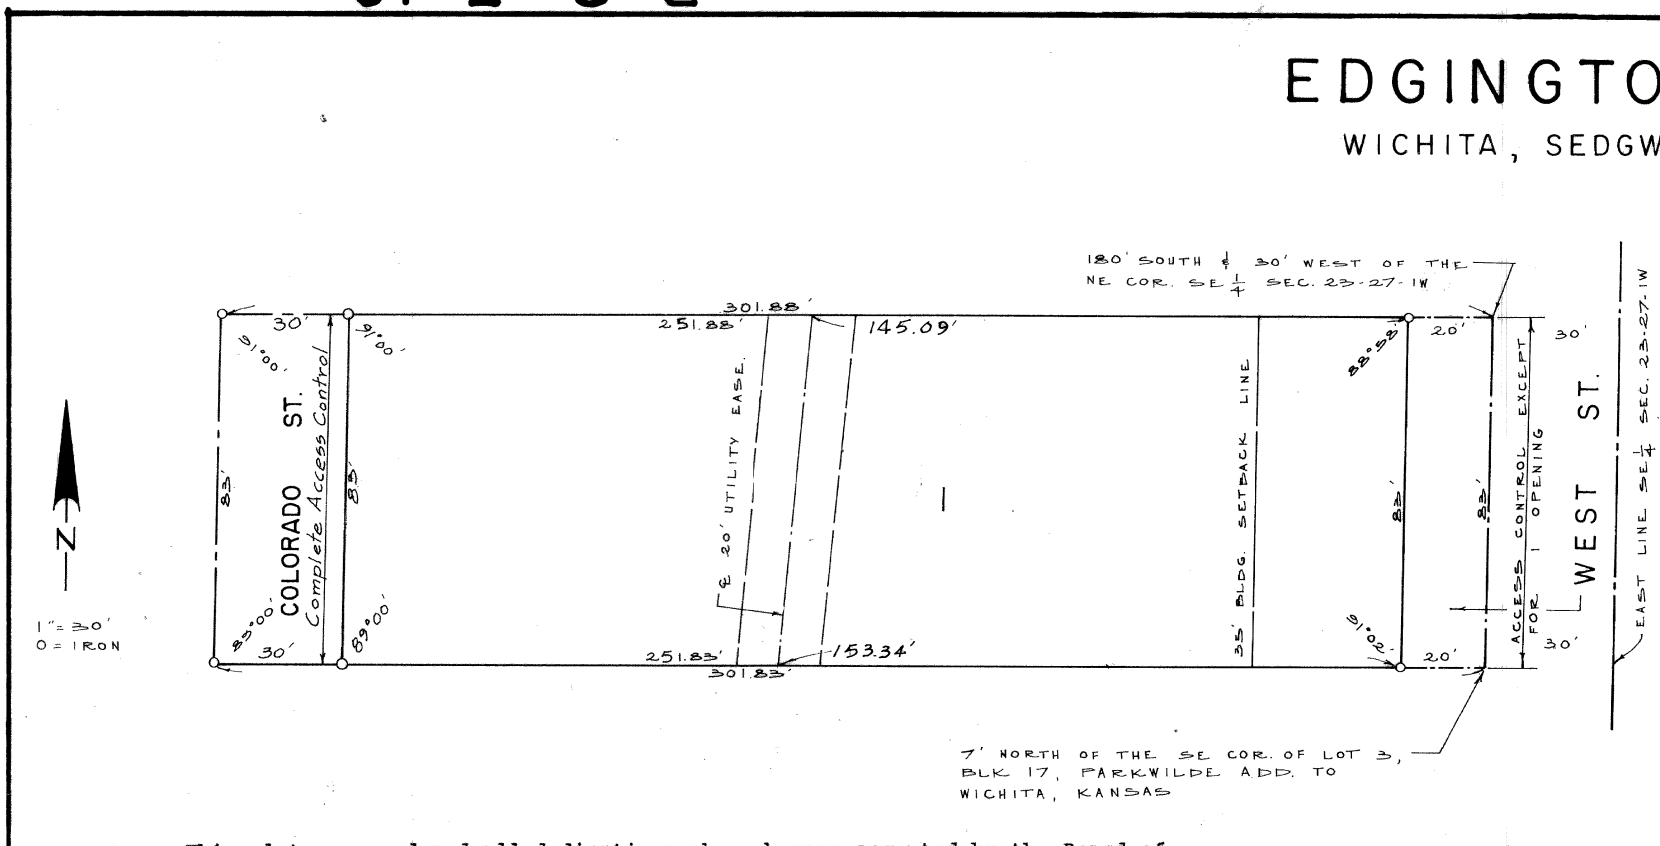 EDGINGTO
WICHITA, SEDGW
180' SOUTH & 30' WEST OF THE
NE COR. SE 1/4 SEC. 23-27-1W
301.88'
30'
251.88'
145.09'
20'
30'
91°00'
91°00'
88°58'
COLORADO ST.
Complete Access Control
83'
83'
℄ 20' UTILITY EASE.
1
35' BLDG. SETBACK LINE
83'
83'
ACCESS CONTROL EXCEPT
FOR 1 OPENING
WEST ST.
EAST LINE SE 1/4 SEC. 23-27-1W
N
1"=30'
O = IRON
89°00'
89°00'
91°02'
30'
251.83'
153.34'
20'
30'
301.83'
7' NORTH OF THE SE COR. OF LOT 3,
BLK 17, PARKWILDE ADD. TO
WICHITA, KANSAS